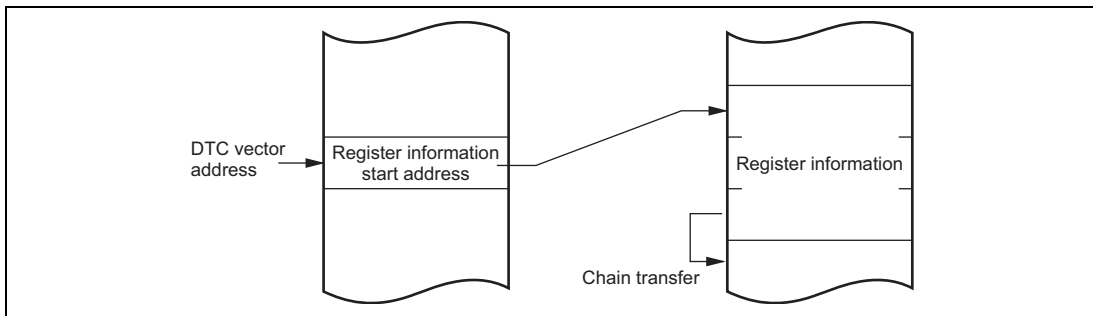 DTC vector
address
Register information
start address
Register information
Chain transfer